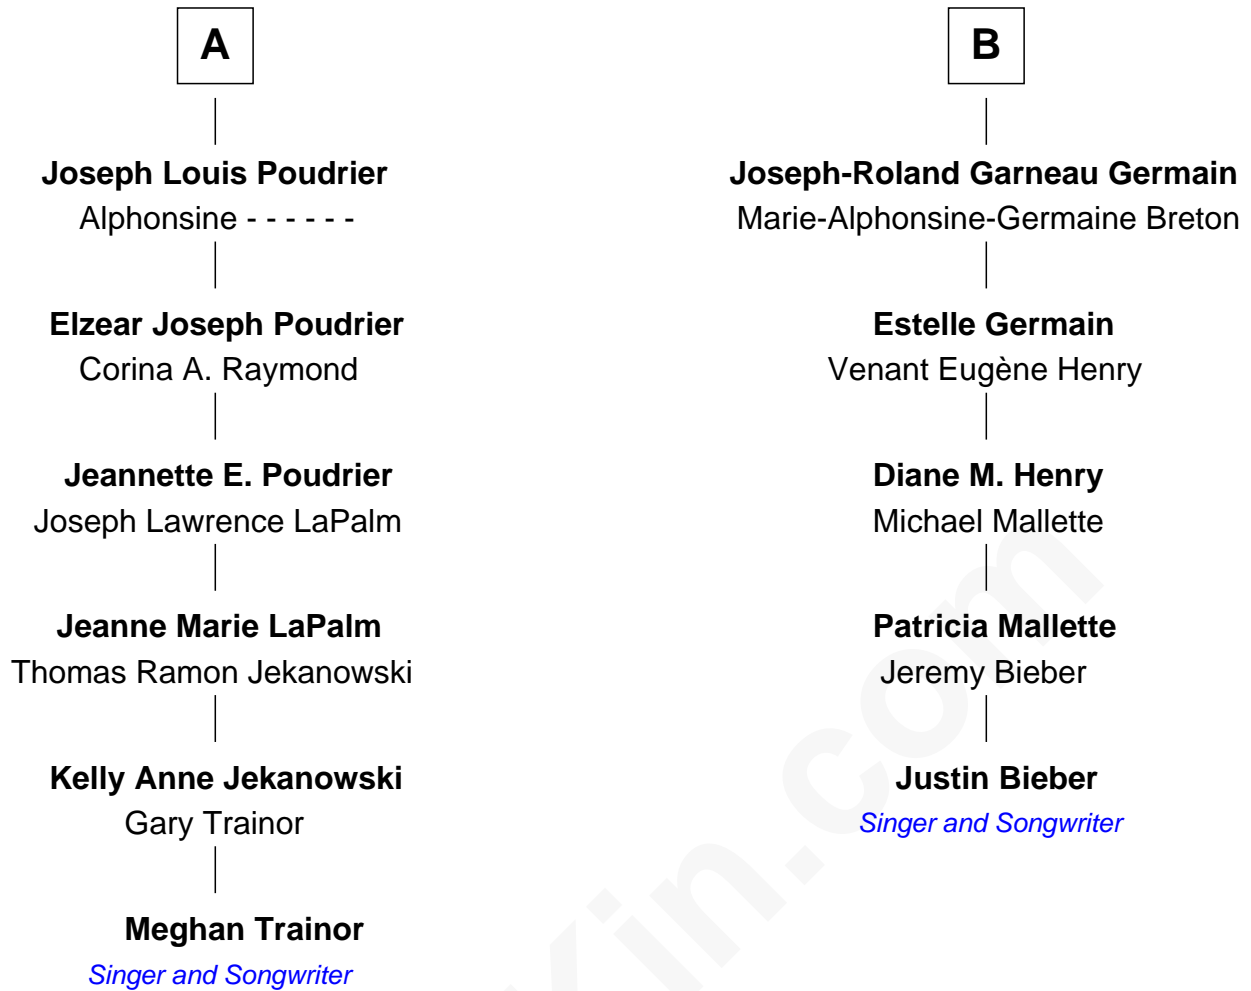 A
B
Joseph Louis Poudrier
Joseph-Roland Garneau Germain
Alphonsine - - - - - -
Marie-Alphonsine-Germaine Breton
Elzear Joseph Poudrier
Estelle Germain
Corina A. Raymond
Venant Eugène Henry
Jeannette E. Poudrier
Diane M. Henry
Joseph Lawrence LaPalm
Michael Mallette
Jeanne Marie LaPalm
Patricia Mallette
Thomas Ramon Jekanowski
Jeremy Bieber
Kelly Anne Jekanowski
Justin Bieber
Gary Trainor
Singer and Songwriter
Meghan Trainor
Singer and Songwriter